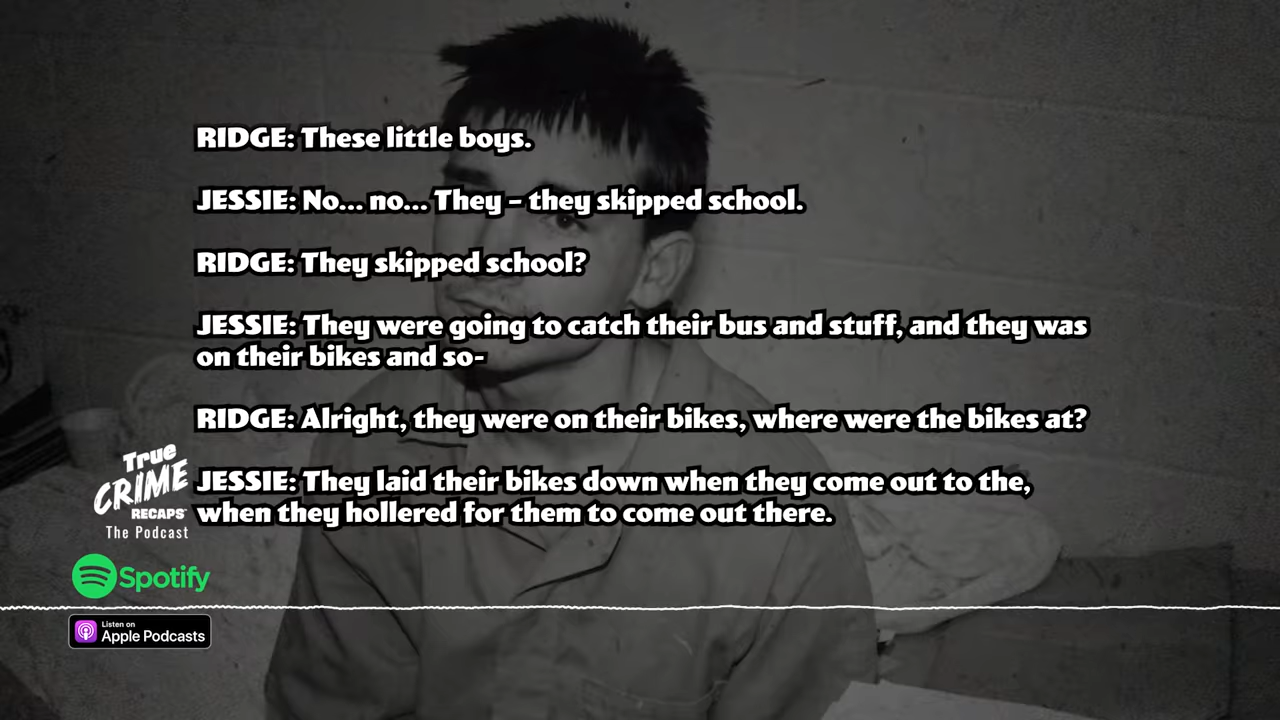 RIDGE: These little boys.
JESSIE: No... no... They – they skipped school.
RIDGE: They skipped school?
JESSIE: They were going to catch their bus and stuff, and they was
on their bikes and so-
RIDGE: Alright, they were on their bikes, where were the bikes at?
JESSIE: They laid their bikes down when they come out to the,
when they hollered for them to come out there.
True
CRIME
RECAPS
The Podcast
Spotify
Listen on
Apple Podcasts